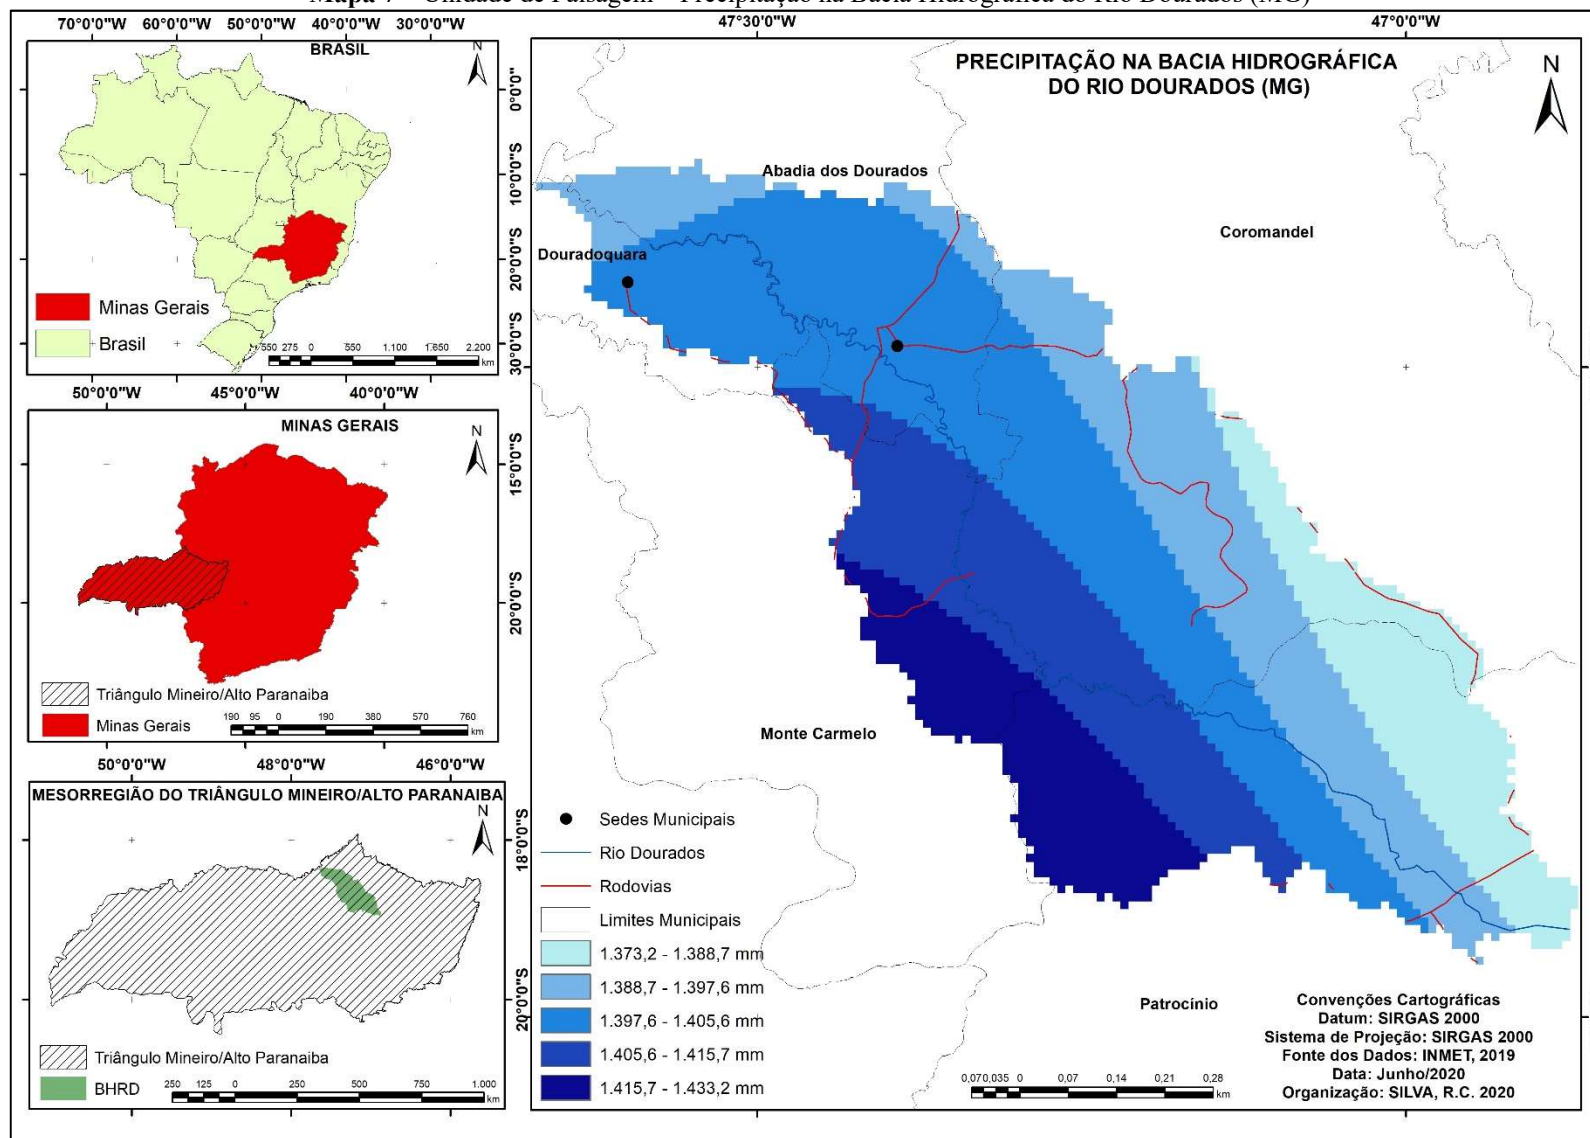 Mapa 7 – Unidade de Paisagem – Precipitação na Bacia Hidrográfica do Rio Dourados (MG)
70°0'0"W 60°0'0"W 50°0'0"W 40°0'0"W 30°0'0"W
BRASIL
N
0°0'0"
10°0'0"S
20°0'0"S
30°0'0"S
Minas Gerais
Brasil
550 275 0 550 1.100 1.650 2.200
km
50°0'0"W 45°0'0"W 40°0'0"W
MINAS GERAIS
N
15°0'0"S
20°0'0"S
Triângulo Mineiro/Alto Paranaiba
Minas Gerais
190 95 0 190 380 570 760
km
50°0'0"W 48°0'0"W 46°0'0"W
MESORREGIÃO DO TRIÂNGULO MINEIRO/ALTO PARANAIBA
N
18°0'0"S
20°0'0"S
Triângulo Mineiro/Alto Paranaiba
BHRD
250 125 0 250 500 750 1.000
km
47°30'0"W 47°0'0"W
PRECIPITAÇÃO NA BACIA HIDROGRÁFICA
DO RIO DOURADOS (MG)
N
Abadia dos Dourados
Coromandel
Douradoquara
Monte Carmelo
Patrocínio
Sedes Municipais
Rio Dourados
Rodovias
Limites Municipais
1.373,2 - 1.388,7 mm
1.388,7 - 1.397,6 mm
1.397,6 - 1.405,6 mm
1.405,6 - 1.415,7 mm
1.415,7 - 1.433,2 mm
0,07 0,035 0 0,07 0,14 0,21 0,28
km
Convenções Cartográficas
Datum: SIRGAS 2000
Sistema de Projeção: SIRGAS 2000
Fonte dos Dados: INMET, 2019
Data: Junho/2020
Organização: SILVA, R.C. 2020